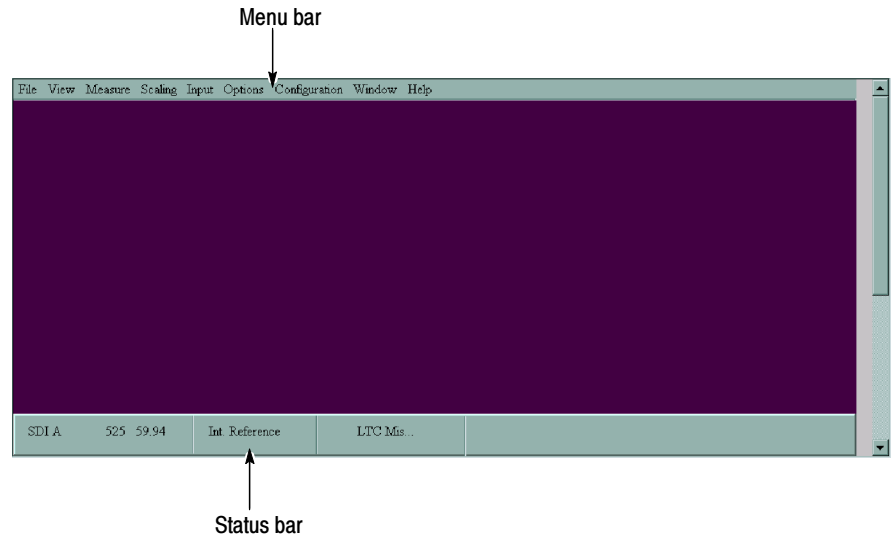 Menu bar
File View Measure Scaling Input Options Configuration Window Help
SDI A 525 59.94 Int. Reference LTC Mis...
Status bar